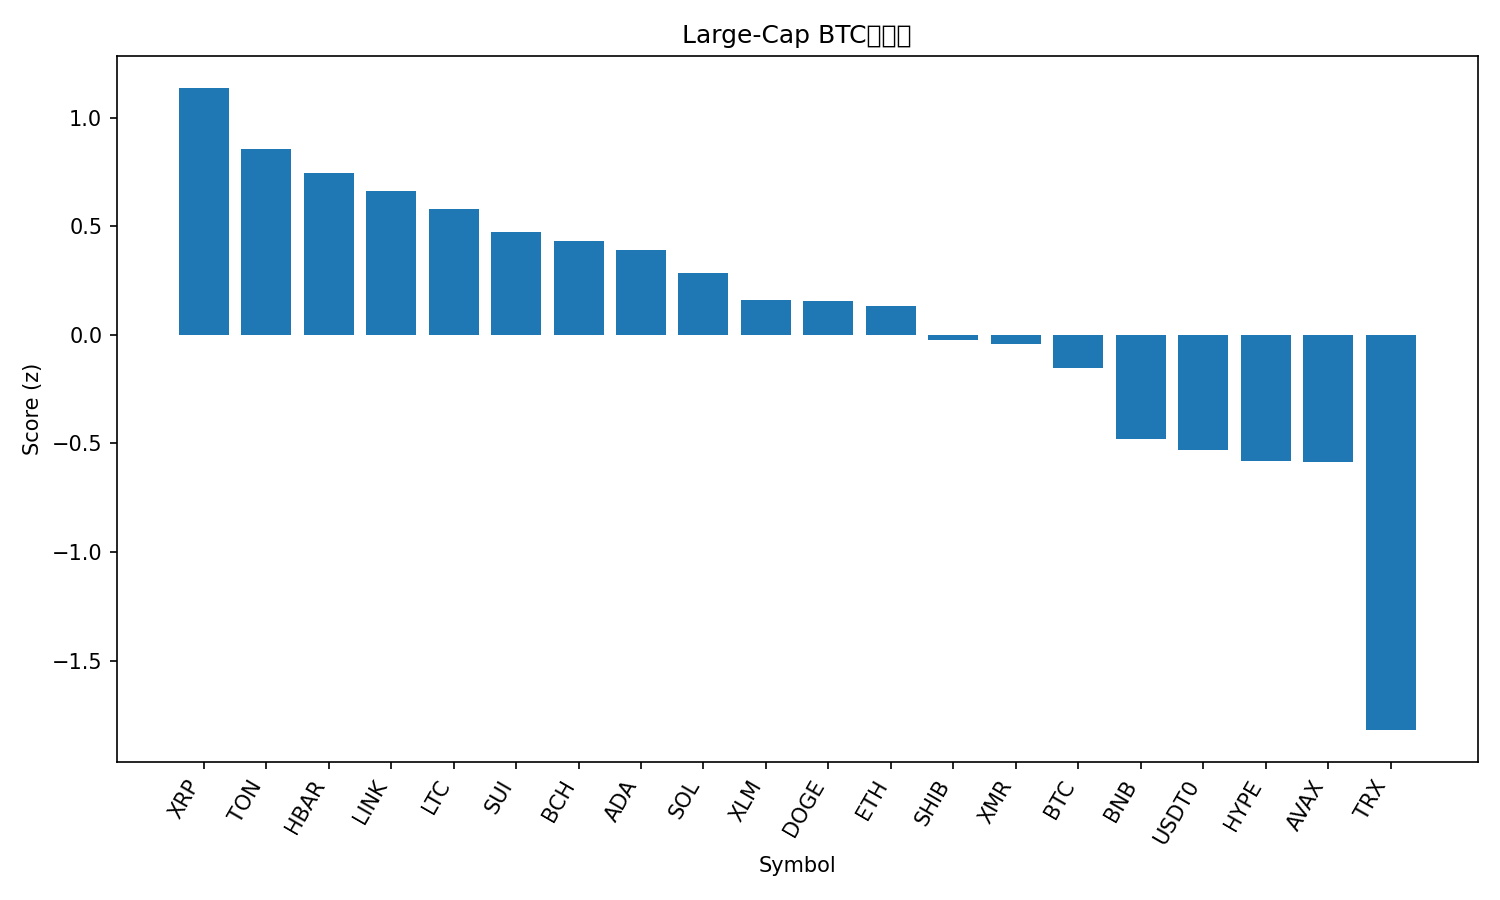 Large-Cap BTC
1.0
0.5
0.0
−0.5
−1.0
−1.5
Score (z)
XRP
TON
HBAR
LINK
LTC
SUI
BCH
ADA
SOL
XLM
DOGE
ETH
SHIB
XMR
BTC
BNB
USDT0
HYPE
AVAX
TRX
Symbol